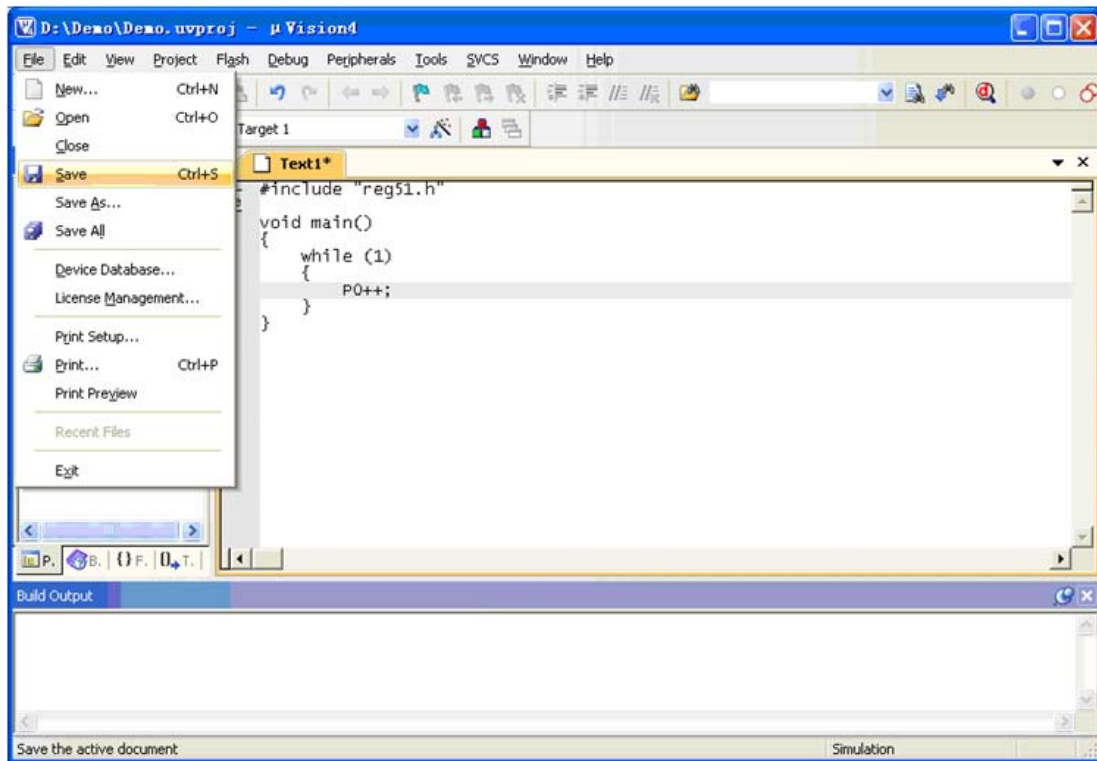 D:\Demo\Demo.uvproj - µVision4
File Edit View Project Flash Debug Peripherals Tools SVCS Window Help
New... Ctrl+N
Open Ctrl+O
Close
Save Ctrl+S
Save As...
Save All
Device Database...
License Management...
Print Setup...
Print... Ctrl+P
Print Preview
Recent Files
Exit
Target 1
Text1*
#include "reg51.h"
void main()
{
while (1)
{
P0++;
}
}
P. B. {} F. 0 T.
Build Output
Save the active document Simulation